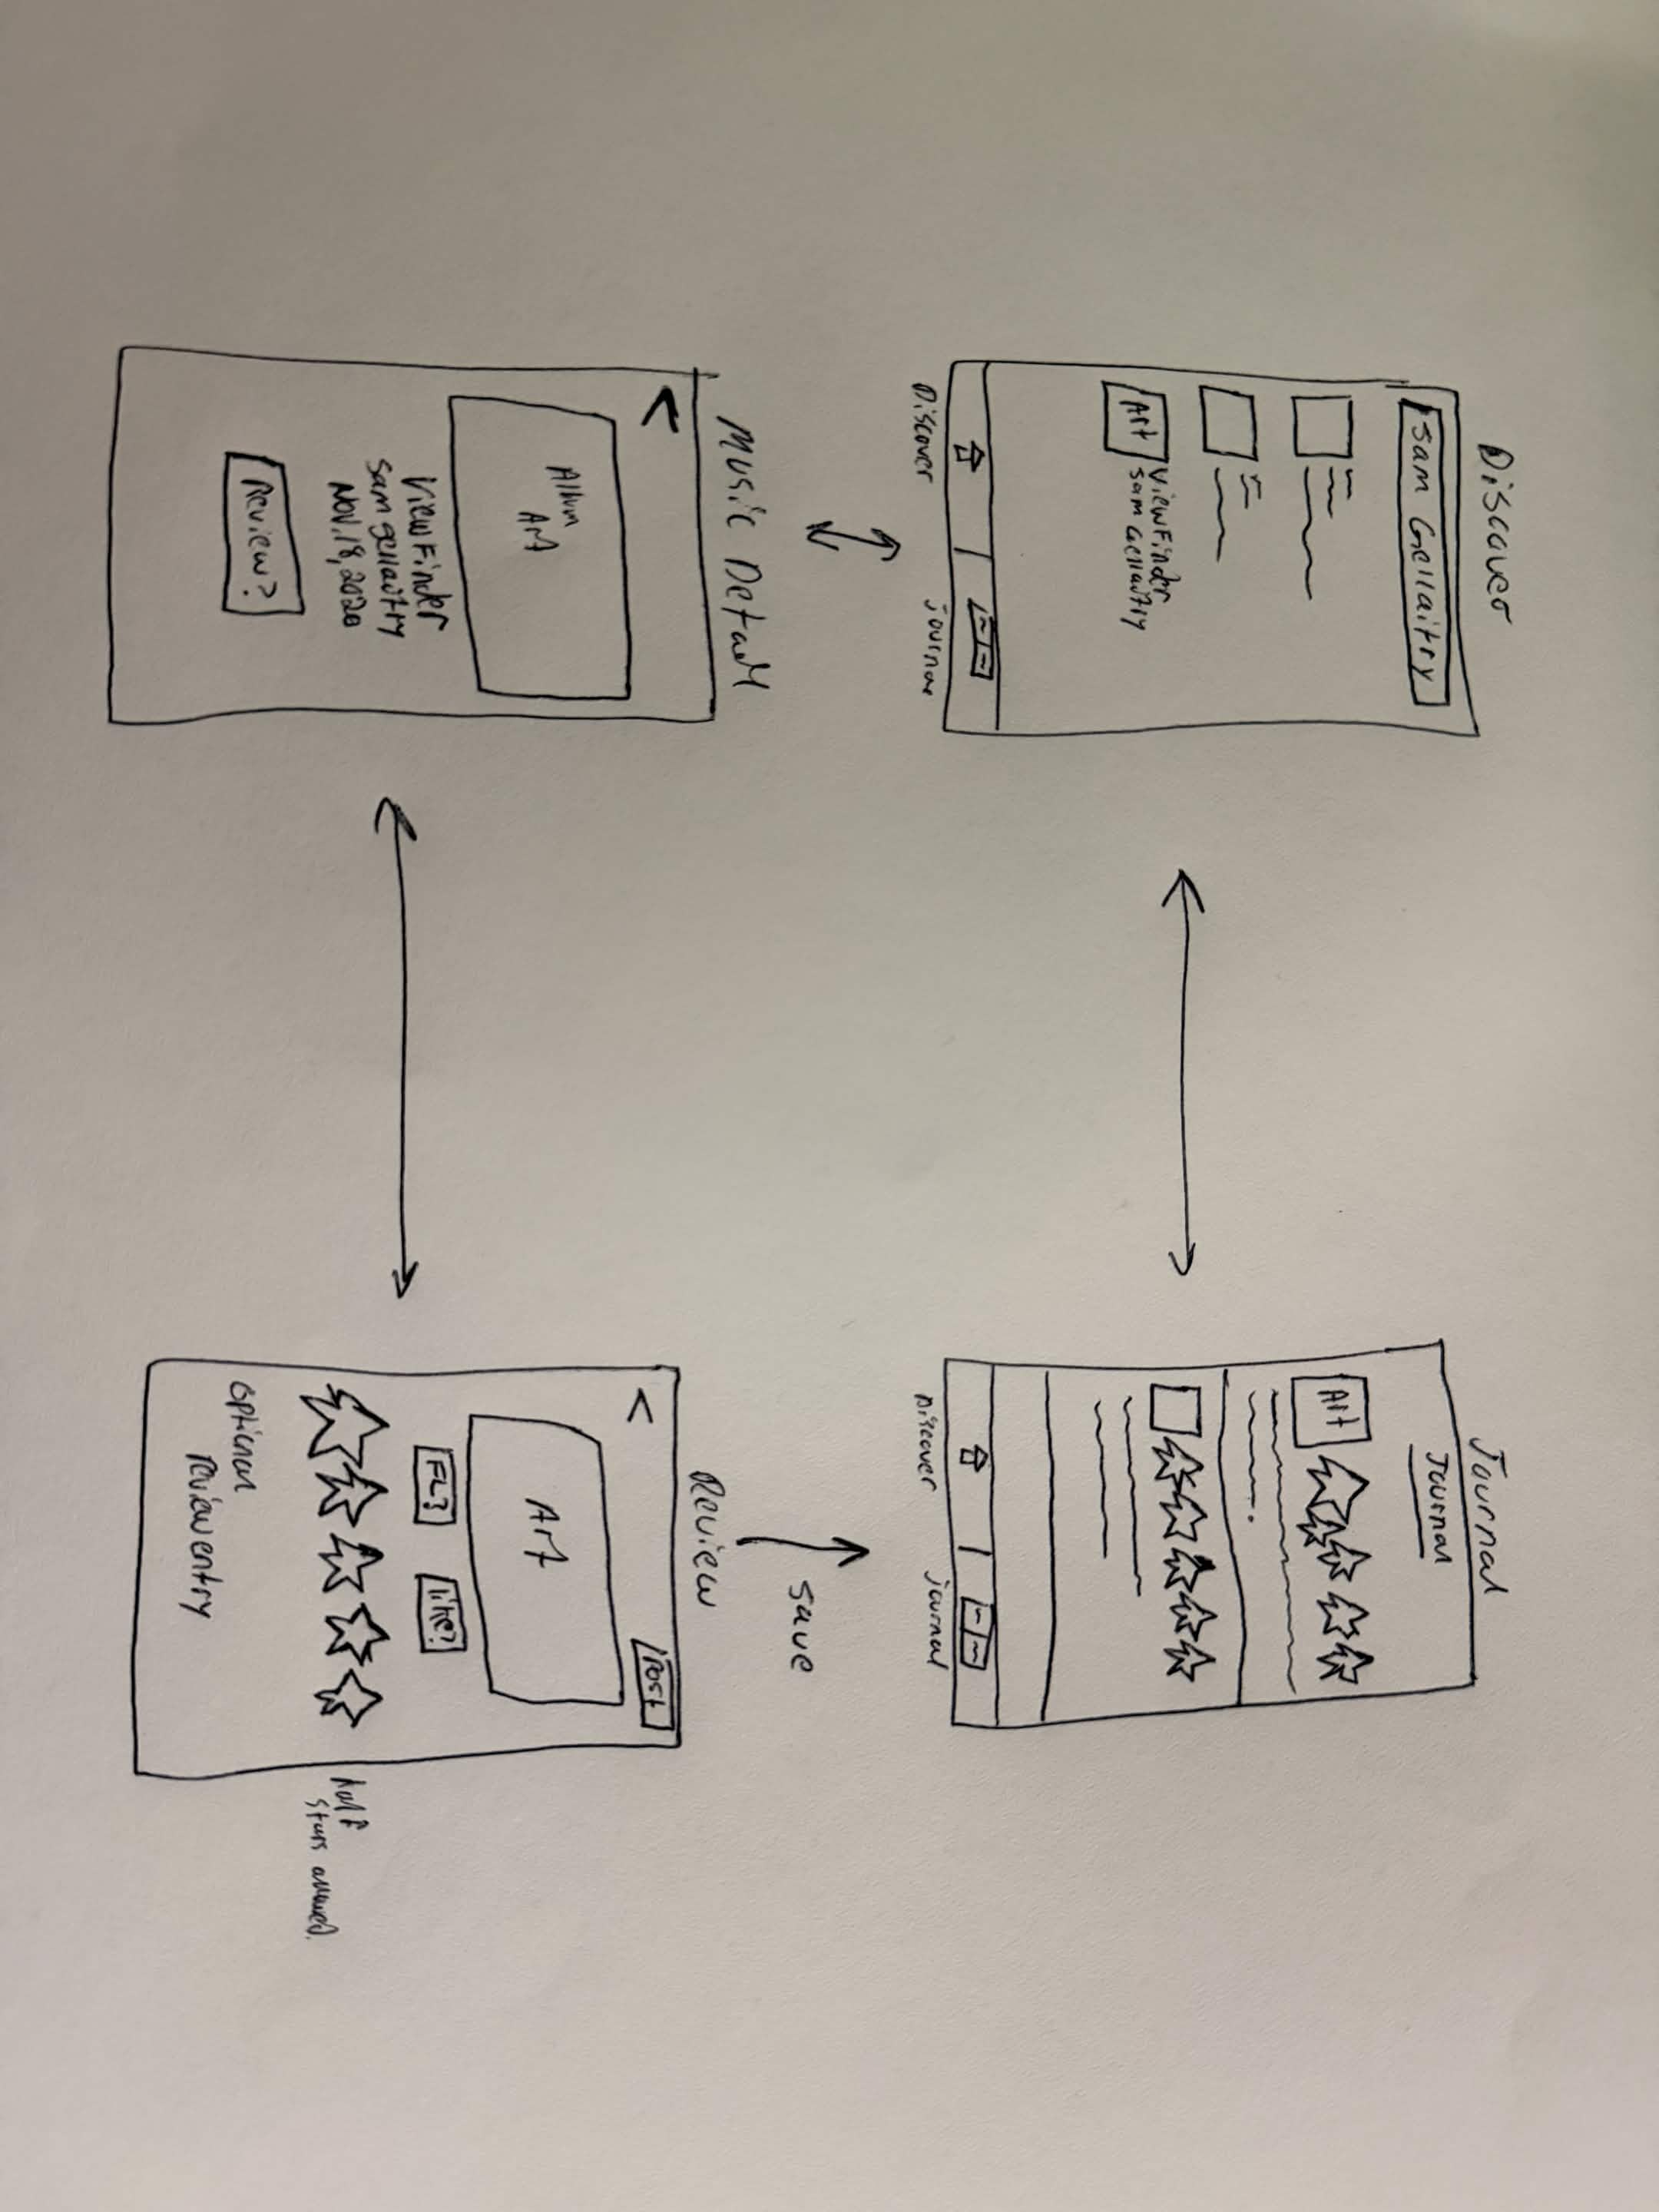 Discover
Sam Gellaitry
Art
ViewFinder
Sam Gellaitry
Discover
journal
Journal
Journal
Art
Discover
journal
save
Music Detail
<
Album
Art
ViewFinder
Sam gellaitry
Nov. 18, 2020
Review?
Review
<
Post
Art
FL?
like?
half
stars allowed.
optional
review entry